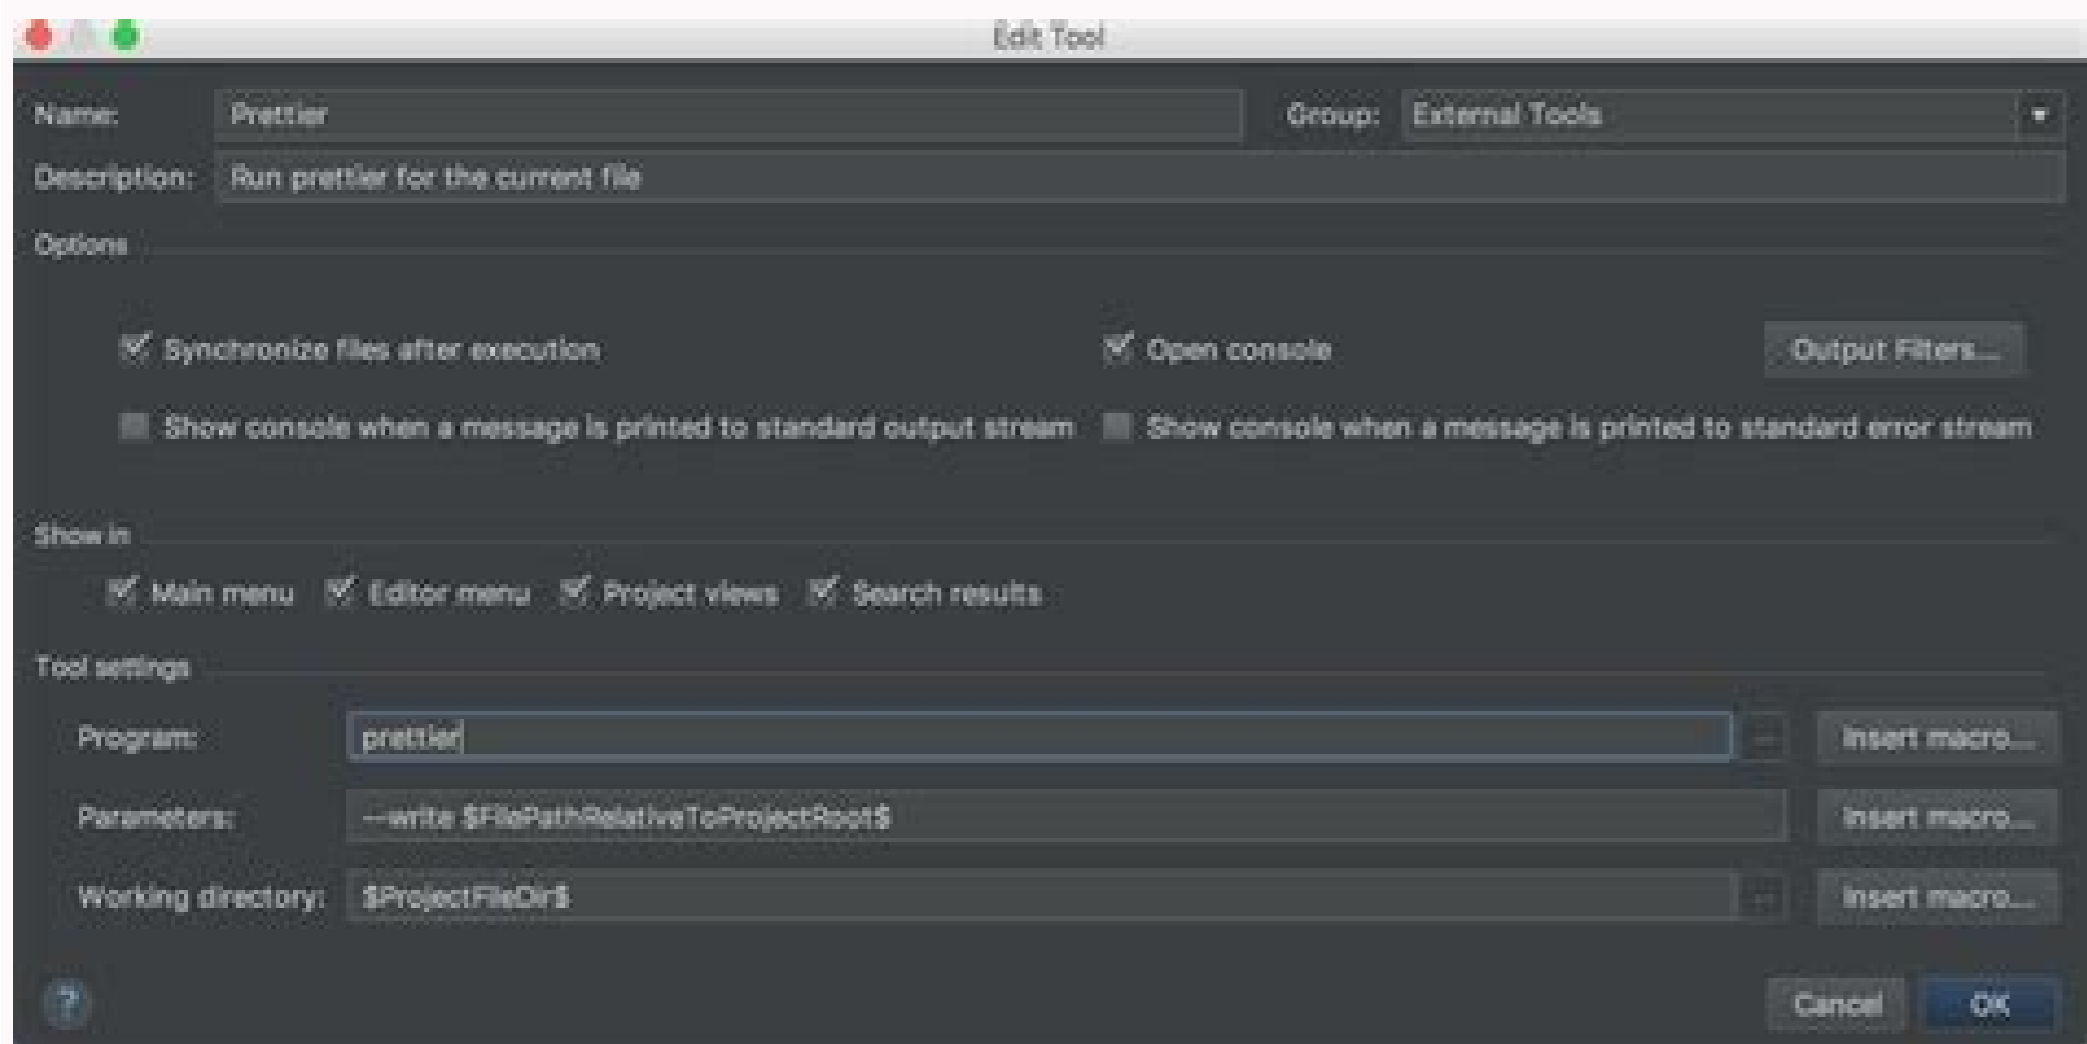 Edit Tool
Name: Prettier Group: External Tools
Description: Run prettier for the current file
Options
Synchronize files after execution Open console Output Filters...
Show console when a message is printed to standard output stream Show console when a message is printed to standard error stream
Show in
Main menu Editor menu Project views Search results
Tool settings
Program: prettier ... Insert macro...
Parameters: --write $FilePathRelativeToProjectRoot$ Insert macro...
Working directory: $ProjectFileDir$ ... Insert macro...
? Cancel OK